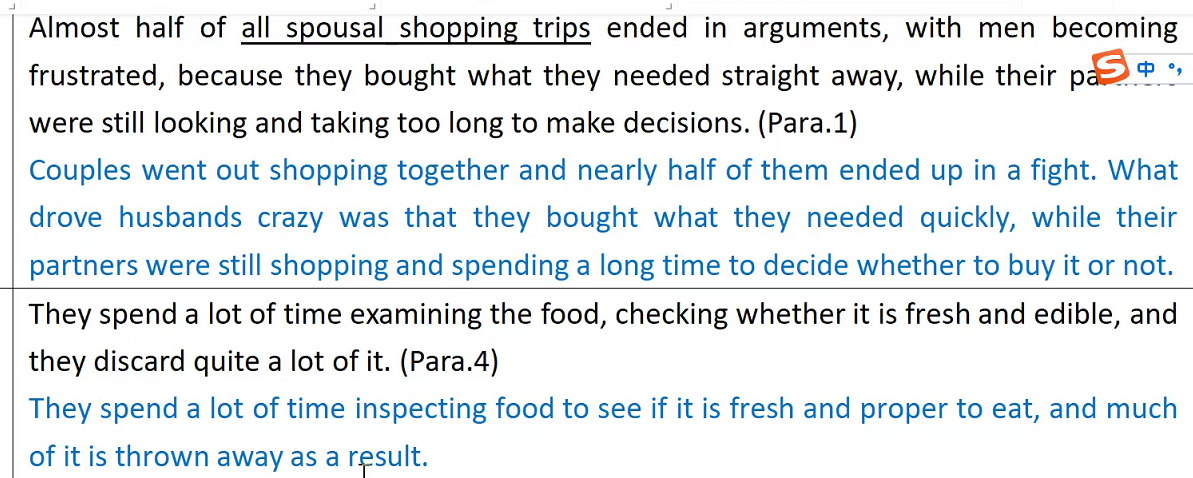 Almost half of all spousal shopping trips ended in arguments, with men becoming
frustrated, because they bought what they needed straight away, while their
were still looking and taking too long to make decisions. (Para.1)
Couples went out shopping together and nearly half of them ended up in a fight. What
drove husbands crazy was that they bought what they needed quickly, while their
partners were still shopping and spending a long time to decide whether to buy it or not.
They spend a lot of time examining the food, checking whether it is fresh and edible, and
they discard quite a lot of it. (Para.4)
They spend a lot of time inspecting food to see if it is fresh and proper to eat, and much
of it is thrown away as a result.
S 中 °,